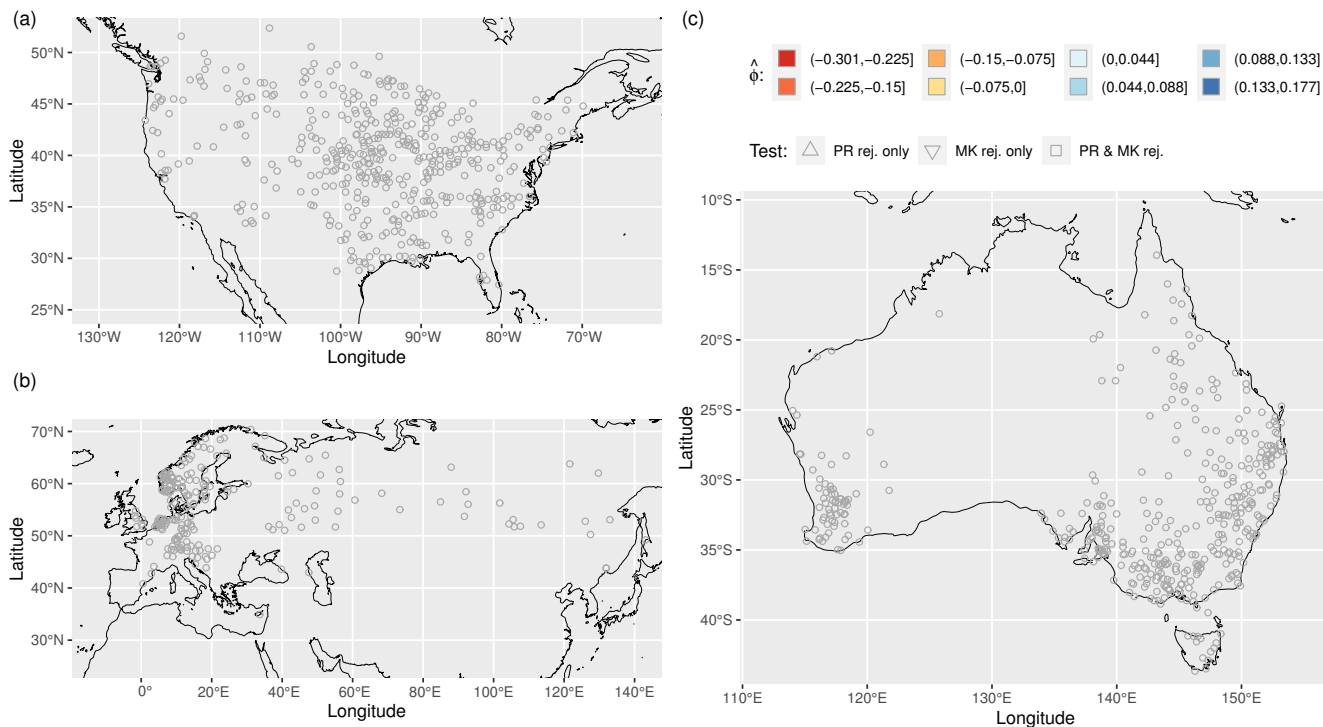 (a)
50°N
45°N
40°N
35°N
30°N
25°N
Latitude
130°W 120°W 110°W 100°W 90°W 80°W 70°W
Longitude
(b)
70°N
60°N
50°N
40°N
30°N
Latitude
0° 20°E 40°E 60°E 80°E 100°E 120°E 140°E
Longitude
(c)
ϕ̂:
(−0.301,−0.225] (−0.15,−0.075] (0,0.044] (0.088,0.133]
(−0.225,−0.15] (−0.075,0] (0.044,0.088] (0.133,0.177]
Test: PR rej. only MK rej. only PR & MK rej.
10°S
15°S
20°S
25°S
30°S
35°S
40°S
Latitude
110°E 120°E 130°E 140°E 150°E
Longitude